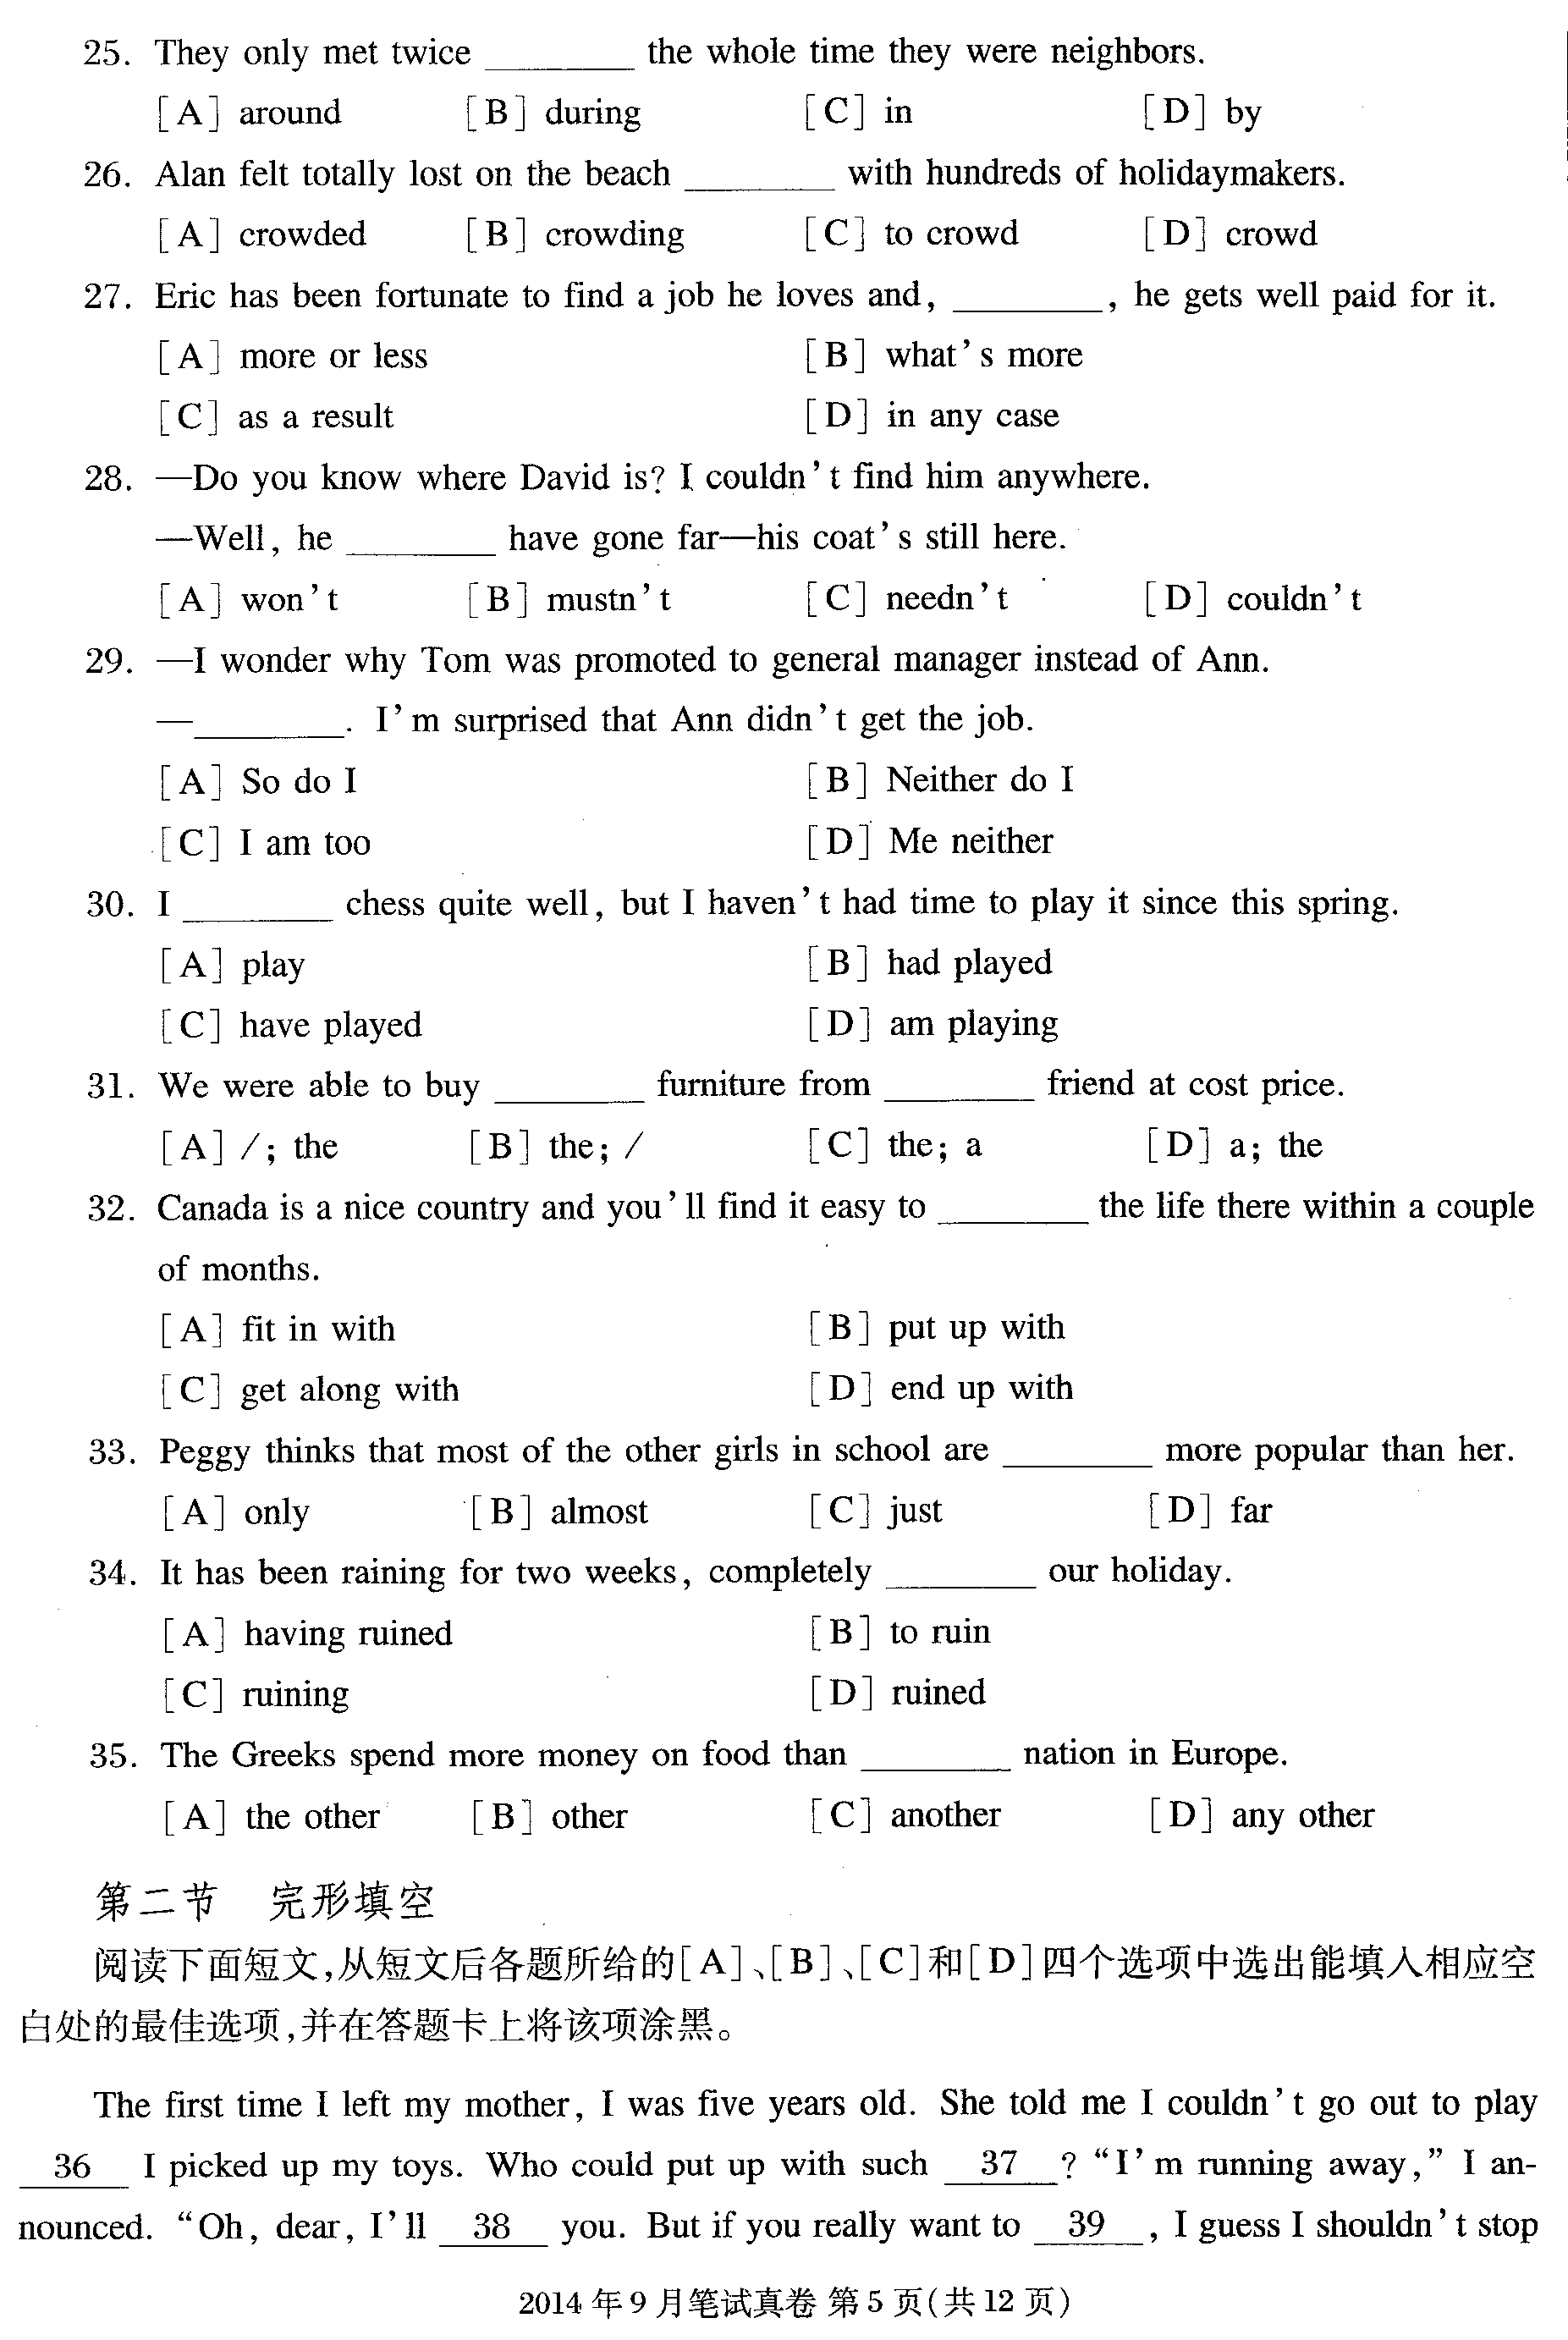 25. They only met twice ________ the whole time they were neighbors.
[A] around [B] during [C] in [D] by
26. Alan felt totally lost on the beach ________ with hundreds of holidaymakers.
[A] crowded [B] crowding [C] to crowd [D] crowd
27. Eric has been fortunate to find a job he loves and, ________, he gets well paid for it.
[A] more or less [B] what's more
[C] as a result [D] in any case
28. —Do you know where David is? I couldn't find him anywhere.
—Well, he ________ have gone far—his coat's still here.
[A] won't [B] mustn't [C] needn't [D] couldn't
29. —I wonder why Tom was promoted to general manager instead of Ann.
—________. I'm surprised that Ann didn't get the job.
[A] So do I [B] Neither do I
[C] I am too [D] Me neither
30. I ________ chess quite well, but I haven't had time to play it since this spring.
[A] play [B] had played
[C] have played [D] am playing
31. We were able to buy ________ furniture from ________ friend at cost price.
[A] /; the [B] the; / [C] the; a [D] a; the
32. Canada is a nice country and you'll find it easy to ________ the life there within a couple
of months.
[A] fit in with [B] put up with
[C] get along with [D] end up with
33. Peggy thinks that most of the other girls in school are ________ more popular than her.
[A] only [B] almost [C] just [D] far
34. It has been raining for two weeks, completely ________ our holiday.
[A] having ruined [B] to ruin
[C] ruining [D] ruined
35. The Greeks spend more money on food than ________ nation in Europe.
[A] the other [B] other [C] another [D] any other
第二节 完形填空
阅读下面短文,从短文后各题所给的[A]、[B]、[C]和[D]四个选项中选出能填入相应空
白处的最佳选项,并在答题卡上将该项涂黑。
The first time I left my mother, I was five years old. She told me I couldn't go out to play
36 I picked up my toys. Who could put up with such 37 ? "I'm running away," I an-
nounced. "Oh, dear, I'll 38 you. But if you really want to 39 , I guess I shouldn't stop
2014年9月笔试真卷 第5页(共12页)